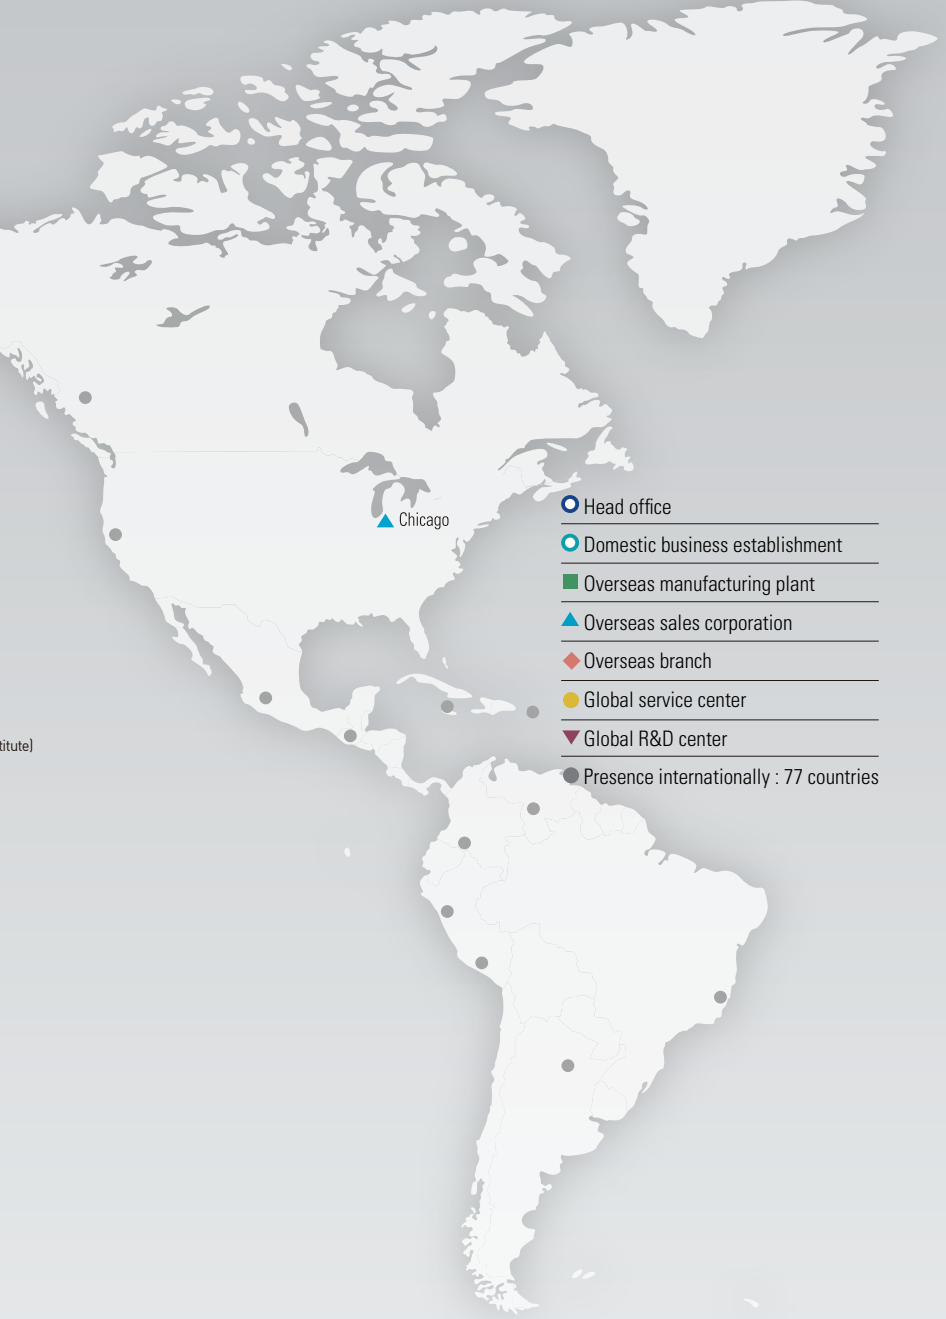 Chicago
Head office
Domestic business establishment
Overseas manufacturing plant
Overseas sales corporation
Overseas branch
Global service center
titute)
Global R&D center
Presence internationally : 77 countries